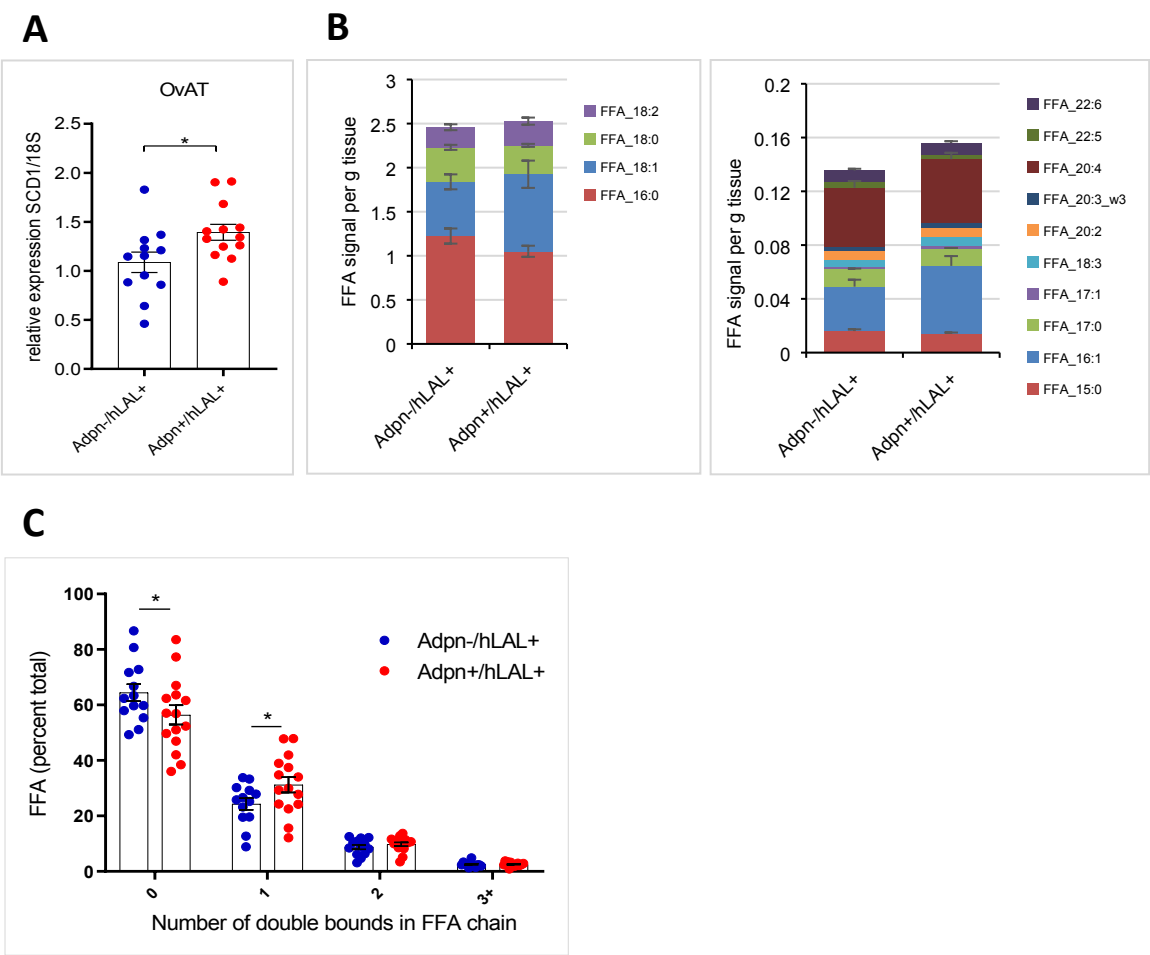 A
B
OvAT
relative expression SCD1/18S
2.5
2.0
1.5
1.0
0.5
0.0
*
Adpn-/hLAL+
Adpn+/hLAL+
FFA signal per g tissue
3
2.5
2
1.5
1
0.5
0
Adpn-/hLAL+
Adpn+/hLAL+
FFA_18:2
FFA_18:0
FFA_18:1
FFA_16:0
FFA signal per g tissue
0.2
0.16
0.12
0.08
0.04
0
Adpn-/hLAL+
Adpn+/hLAL+
FFA_22:6
FFA_22:5
FFA_20:4
FFA_20:3_w3
FFA_20:2
FFA_18:3
FFA_17:1
FFA_17:0
FFA_16:1
FFA_15:0
C
FFA (percent total)
100
80
60
40
20
0
*
*
Adpn-/hLAL+
Adpn+/hLAL+
0
1
2
3+
Number of double bounds in FFA chain